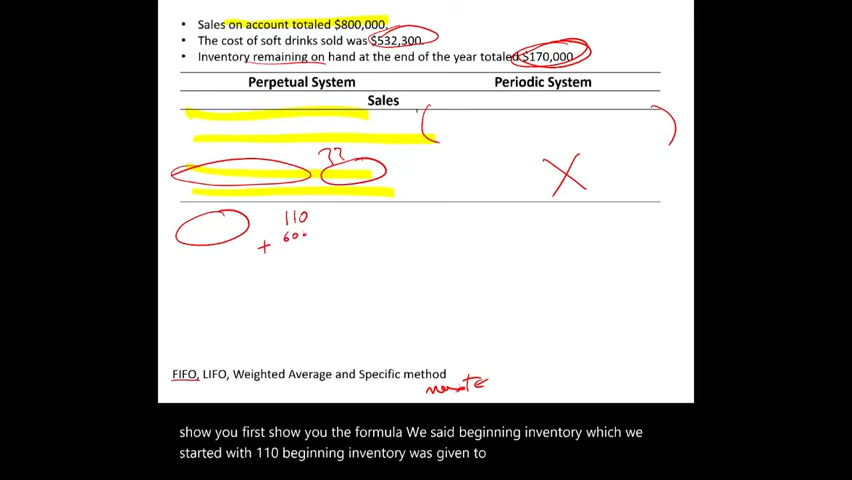 • Sales on account totaled $800,000.
• The cost of soft drinks sold was $532,300.
• Inventory remaining on hand at the end of the year totaled $170,000
Perpetual System Periodic System
Sales
??
110
+ 600
FIFO, LIFO, Weighted Average and Specific method
show you first show you the formula We said beginning inventory which we
started with 110 beginning inventory was given to